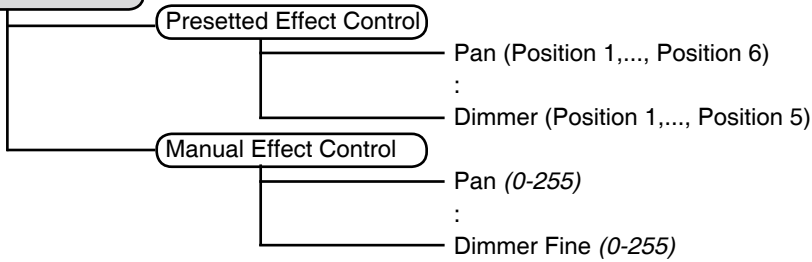 Presetted Effect Control
Pan (Position 1,..., Position 6)
:
Dimmer (Position 1,..., Position 5)
Manual Effect Control
Pan (0-255)
:
Dimmer Fine (0-255)